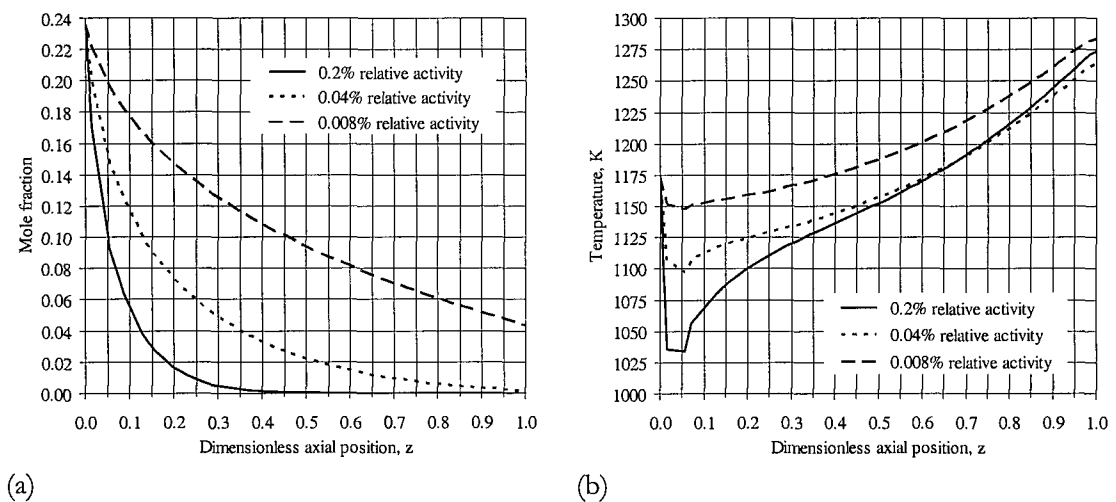 0.24
0.22
0.20
0.18
0.16
0.14
0.12
0.10
0.08
0.06
0.04
0.02
0.00
Mole fraction
0.2% relative activity
0.04% relative activity
0.008% relative activity
0.0 0.1 0.2 0.3 0.4 0.5 0.6 0.7 0.8 0.9 1.0
Dimensionless axial position, z
(a)
1300
1275
1250
1225
1200
1175
1150
1125
1100
1075
1050
1025
1000
Temperature, K
0.2% relative activity
0.04% relative activity
0.008% relative activity
0.0 0.1 0.2 0.3 0.4 0.5 0.6 0.7 0.8 0.9 1.0
Dimensionless axial position, z
(b)